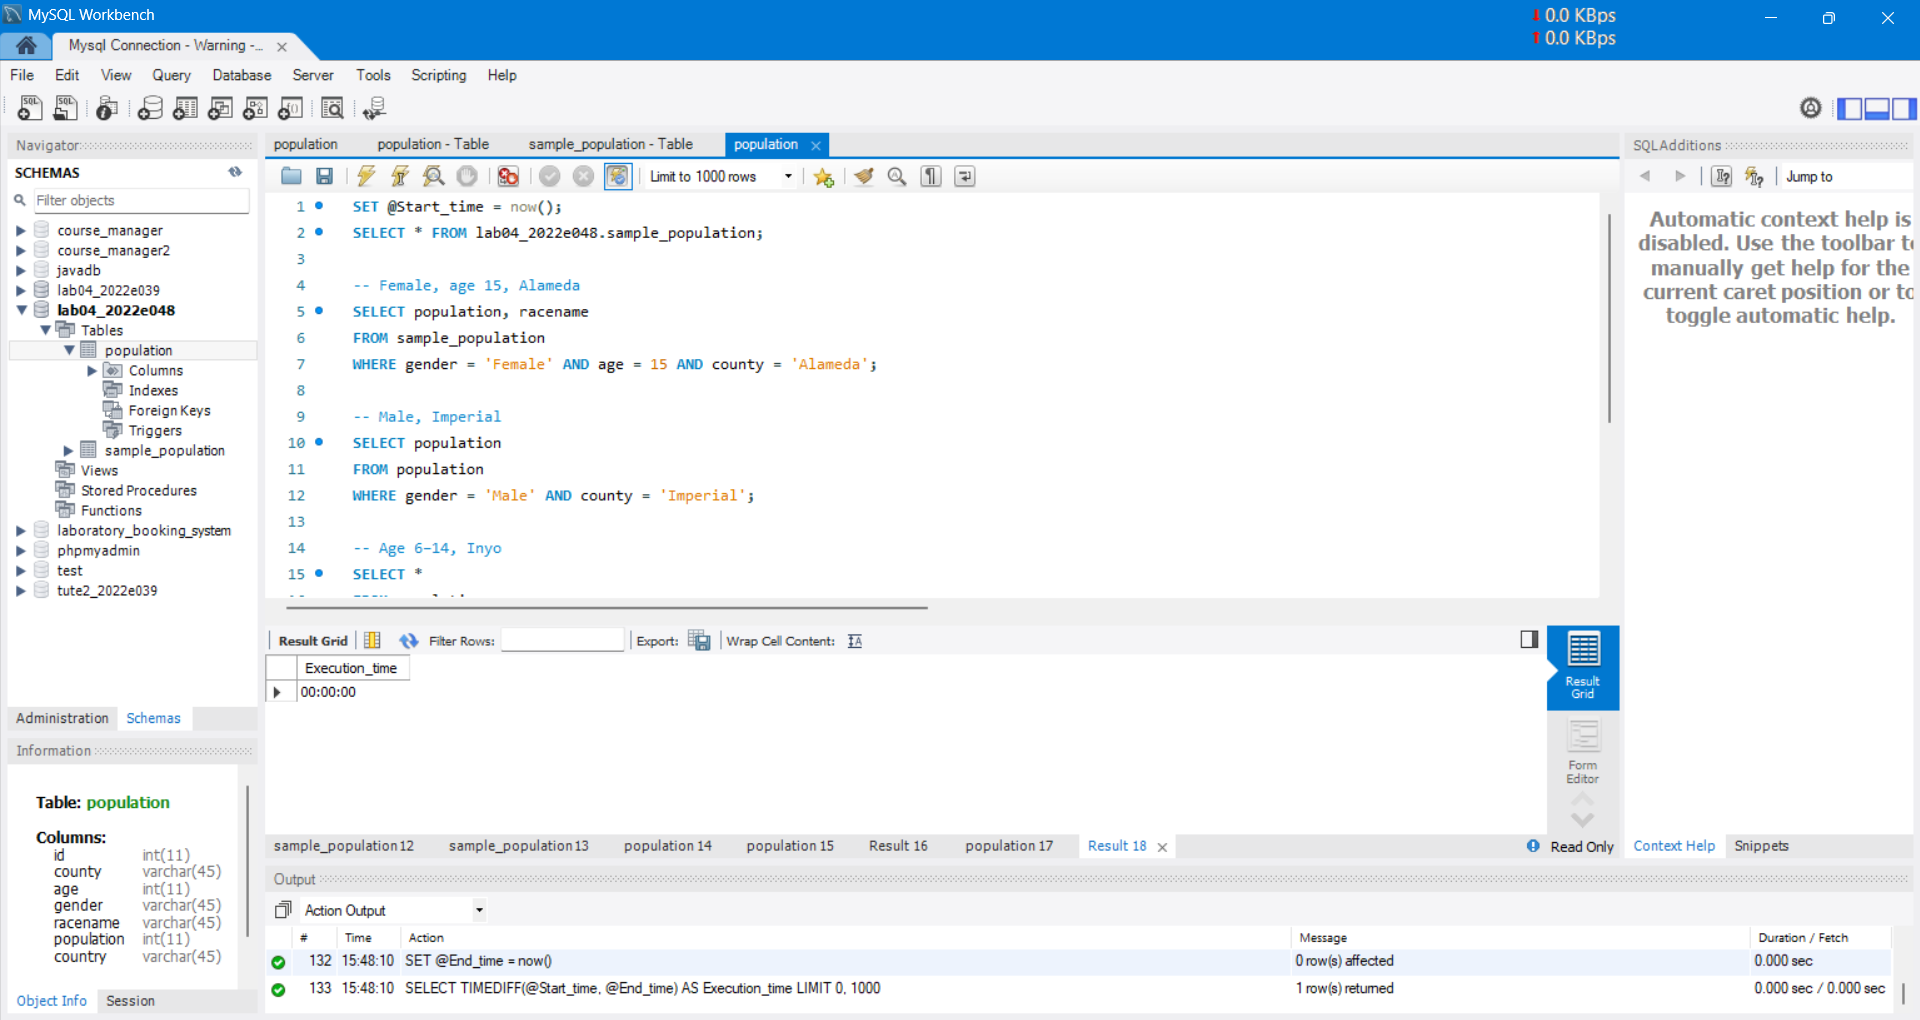 MySQL Workbench
0.0 KBps
0.0 KBps
Mysql Connection - Warning -...
File Edit View Query Database Server Tools Scripting Help
Navigator
SCHEMAS
Filter objects
course_manager
course_manager2
javadb
lab04_2022e039
lab04_2022e048
Tables
population
Columns
Indexes
Foreign Keys
Triggers
sample_population
Views
Stored Procedures
Functions
laboratory_booking_system
phpmyadmin
test
tute2_2022e039
Administration Schemas
Information
Table: population
Columns:
id int(11)
county varchar(45)
age int(11)
gender varchar(45)
racename varchar(45)
population int(11)
country varchar(45)
Object Info Session
population population - Table sample_population - Table population
Limit to 1000 rows
1 SET @Start_time = now();
2 SELECT * FROM lab04_2022e048.sample_population;
3
4 -- Female, age 15, Alameda
5 SELECT population, racename
6 FROM sample_population
7 WHERE gender = 'Female' AND age = 15 AND county = 'Alameda';
8
9 -- Male, Imperial
10 SELECT population
11 FROM population
12 WHERE gender = 'Male' AND county = 'Imperial';
13
14 -- Age 6–14, Inyo
15 SELECT *
Result Grid Filter Rows: Export: Wrap Cell Content:
Execution_time
00:00:00
Result
Grid
Form
Editor
sample_population 12 sample_population 13 population 14 population 15 Result 16 population 17 Result 18 Read Only
Output
Action Output
# Time Action Message Duration / Fetch
132 15:48:10 SET @End_time = now() 0 row(s) affected 0.000 sec
133 15:48:10 SELECT TIMEDIFF(@Start_time, @End_time) AS Execution_time LIMIT 0, 1000 1 row(s) returned 0.000 sec / 0.000 sec
SQLAdditions
Jump to
Automatic context help is
disabled. Use the toolbar to
manually get help for the
current caret position or to
toggle automatic help.
Context Help Snippets